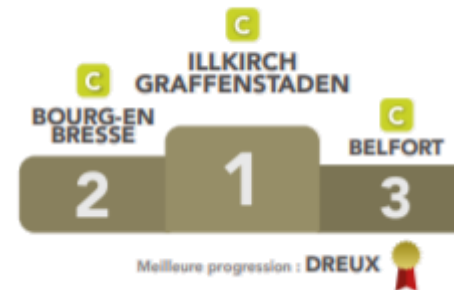 C
ILLKIRCH
GRAFFENSTADEN
C
BOURG-EN
BRESSE
C
BELFORT
1
2
3
Meilleure progression : DREUX